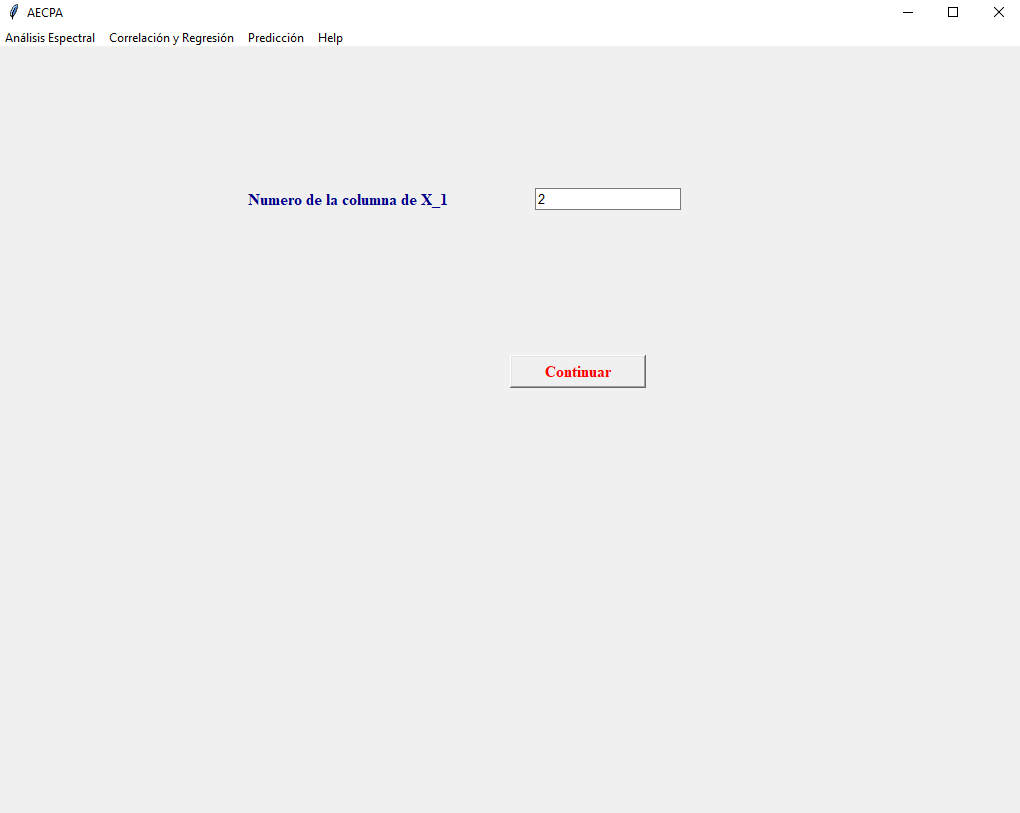 AECPA
Análisis Espectral Correlación y Regresión Predicción Help
Numero de la columna de X_1 2
Continuar